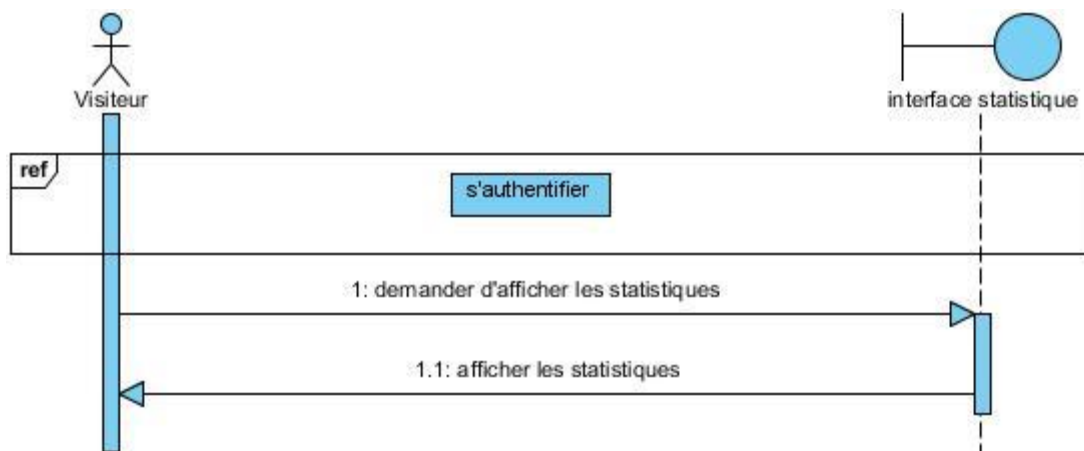 Visiteur
interface statistique
ref
s'authentifier
1: demander d'afficher les statistiques
1.1: afficher les statistiques